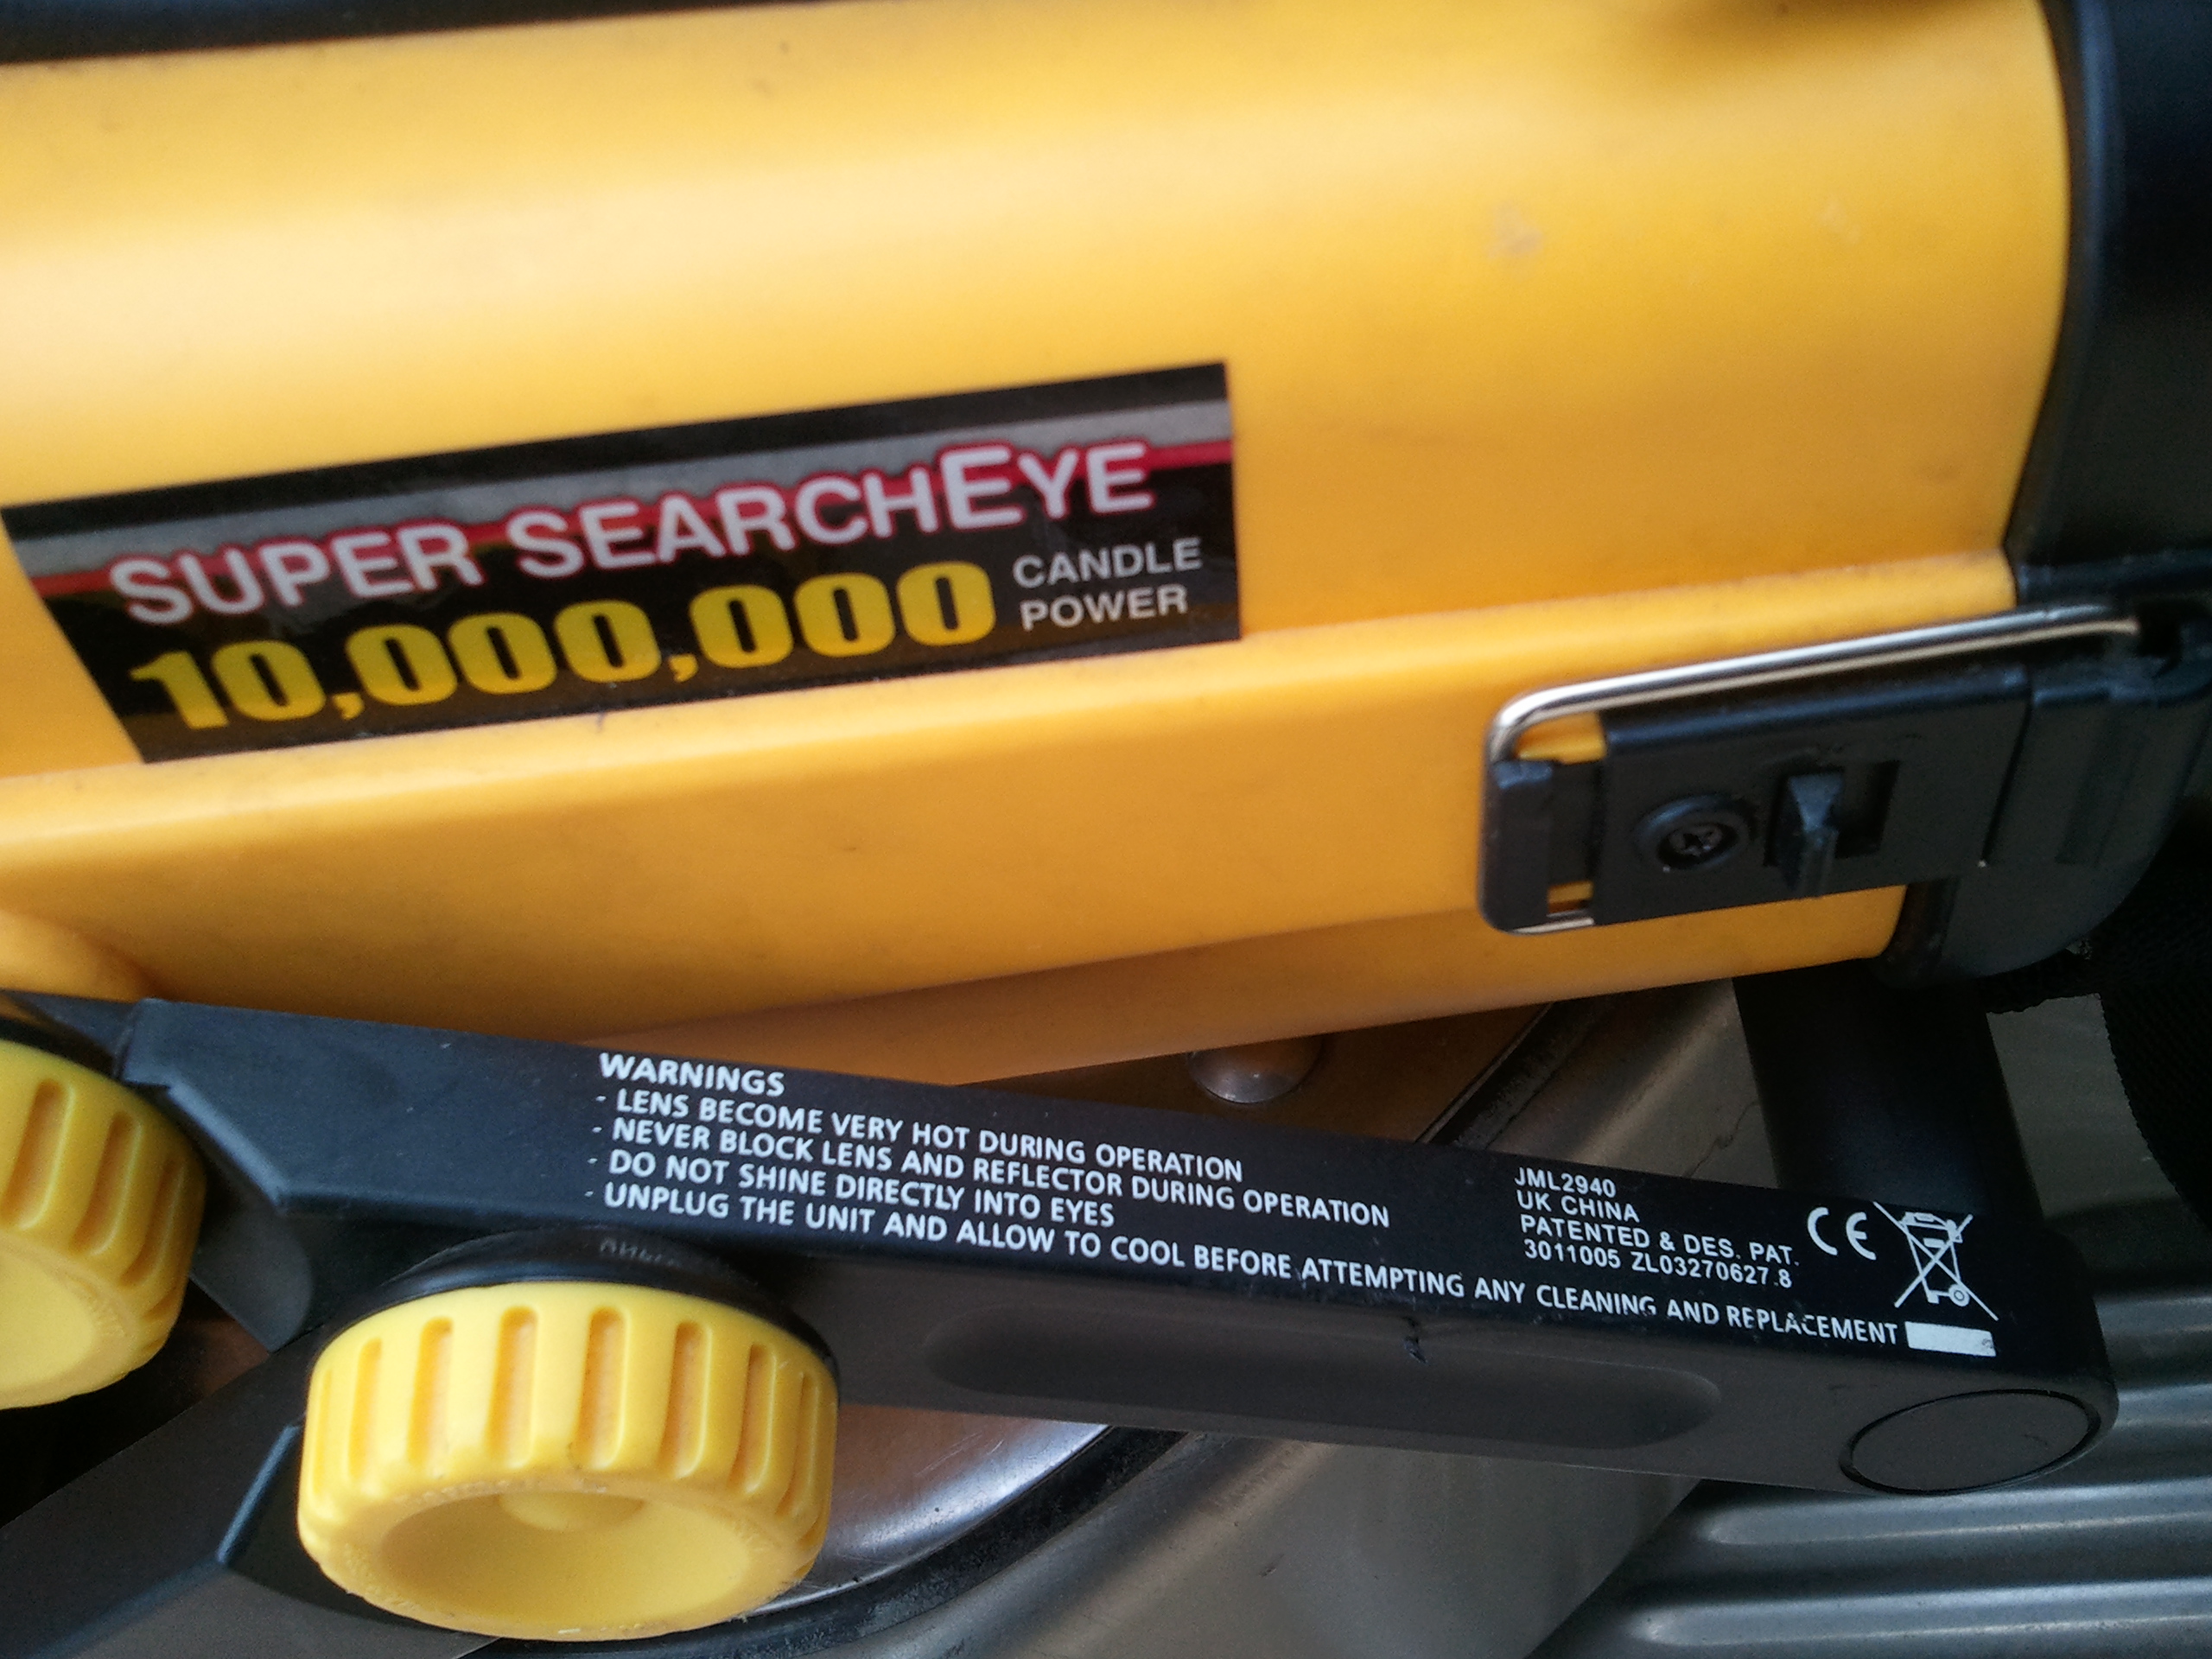 SUPER SEARCHEYE
10,000,000 CANDLE
POWER
WARNINGS
- LENS BECOME VERY HOT DURING OPERATION
- NEVER BLOCK LENS AND REFLECTOR DURING OPERATION
- DO NOT SHINE DIRECTLY INTO EYES
- UNPLUG THE UNIT AND ALLOW TO COOL BEFORE ATTEMPTING ANY CLEANING AND REPLACEMENT
JML2940
UK CHINA
PATENTED & DES. PAT.
3011005 ZL03270627.8
CE